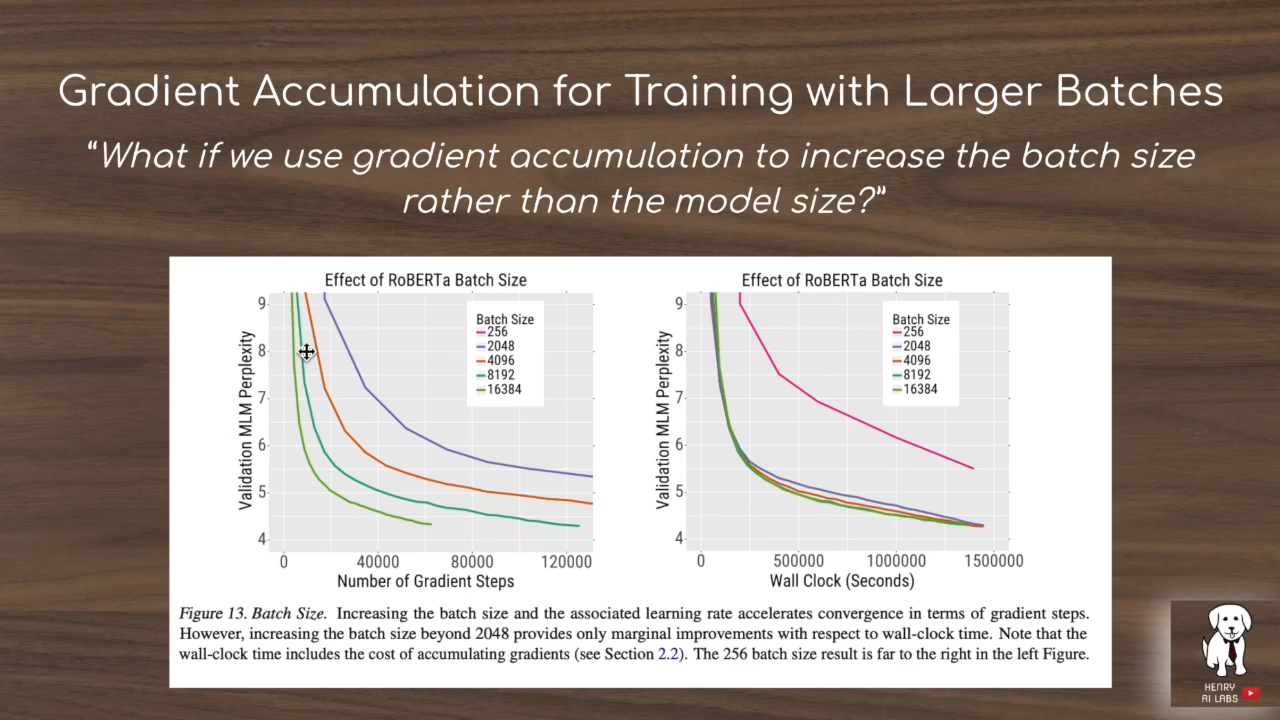 Gradient Accumulation for Training with Larger Batches
“What if we use gradient accumulation to increase the batch size
rather than the model size?”
Effect of RoBERTa Batch Size
9
8
7
6
5
4
Validation MLM Perplexity
Batch Size
256
2048
4096
8192
16384
0 40000 80000 120000
Number of Gradient Steps
Effect of RoBERTa Batch Size
9
8
7
6
5
4
Validation MLM Perplexity
Batch Size
256
2048
4096
8192
16384
0 500000 1000000 1500000
Wall Clock (Seconds)
Figure 13. Batch Size. Increasing the batch size and the associated learning rate accelerates convergence in terms of gradient steps.
However, increasing the batch size beyond 2048 provides only marginal improvements with respect to wall-clock time. Note that the
wall-clock time includes the cost of accumulating gradients (see Section 2.2). The 256 batch size result is far to the right in the left Figure.
HENRY
AI LABS